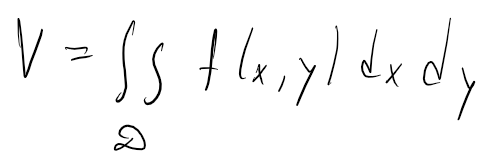 V = ∬ f(x, y) dx dy
D